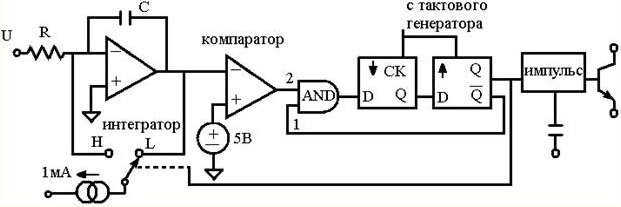 с тактового
генератора
U
R
C
компаратор
2
AND
1
CK
D
Q
D
Q
Q
импульс
интегратор
H
L
5В
1мА